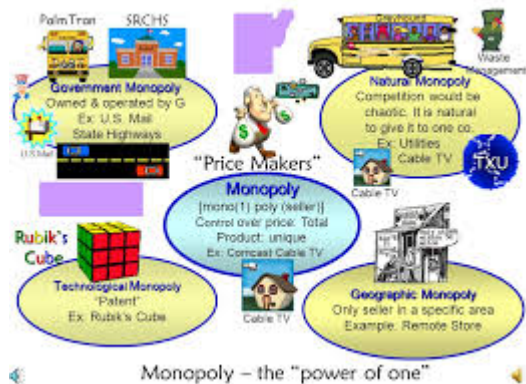 PalmTran
SRCHS
Government Monopoly
Owned & operated by G
Ex: U.S. Mail
State Highways
U.S. Mail
Waste
Management
Natural Monopoly
Competition would be
chaotic. It is natural
to give it to one co.
Ex: Utilities
Cable TV
TXU
Cable TV
"Price Makers"
Monopoly
[mono(1) poly (seller)]
Control over price: Total
Product: unique
Ex: Comcast Cable TV
Cable TV
Rubik's
Cube
Technological Monopoly
"Patent"
Ex: Rubik's Cube
Geographic Monopoly
Only seller in a specific area
Example: Remote Store
Monopoly – the "power of one"